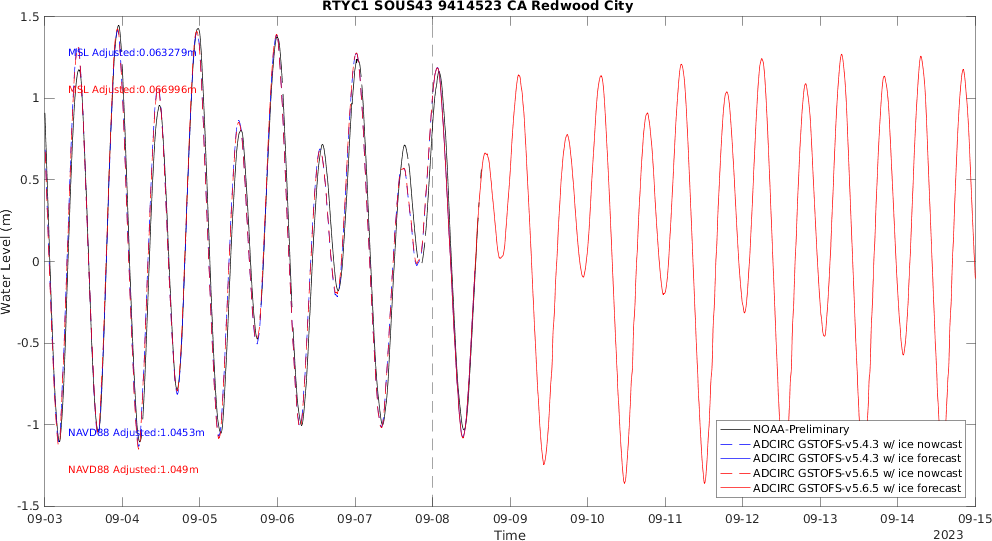 RTYC1 SOUS43 9414523 CA Redwood City
1.5
1
0.5
0
-0.5
-1
-1.5
Water Level (m)
MSL Adjusted:0.063279m
MSL Adjusted:0.066996m
NAVD88 Adjusted:1.0453m
NAVD88 Adjusted:1.049m
NOAA-Preliminary
ADCIRC GSTOFS-v5.4.3 w/ ice nowcast
ADCIRC GSTOFS-v5.4.3 w/ ice forecast
ADCIRC GSTOFS-v5.6.5 w/ ice nowcast
ADCIRC GSTOFS-v5.6.5 w/ ice forecast
09-03 09-04 09-05 09-06 09-07 09-08 09-09 09-10 09-11 09-12 09-13 09-14 09-15
Time
2023